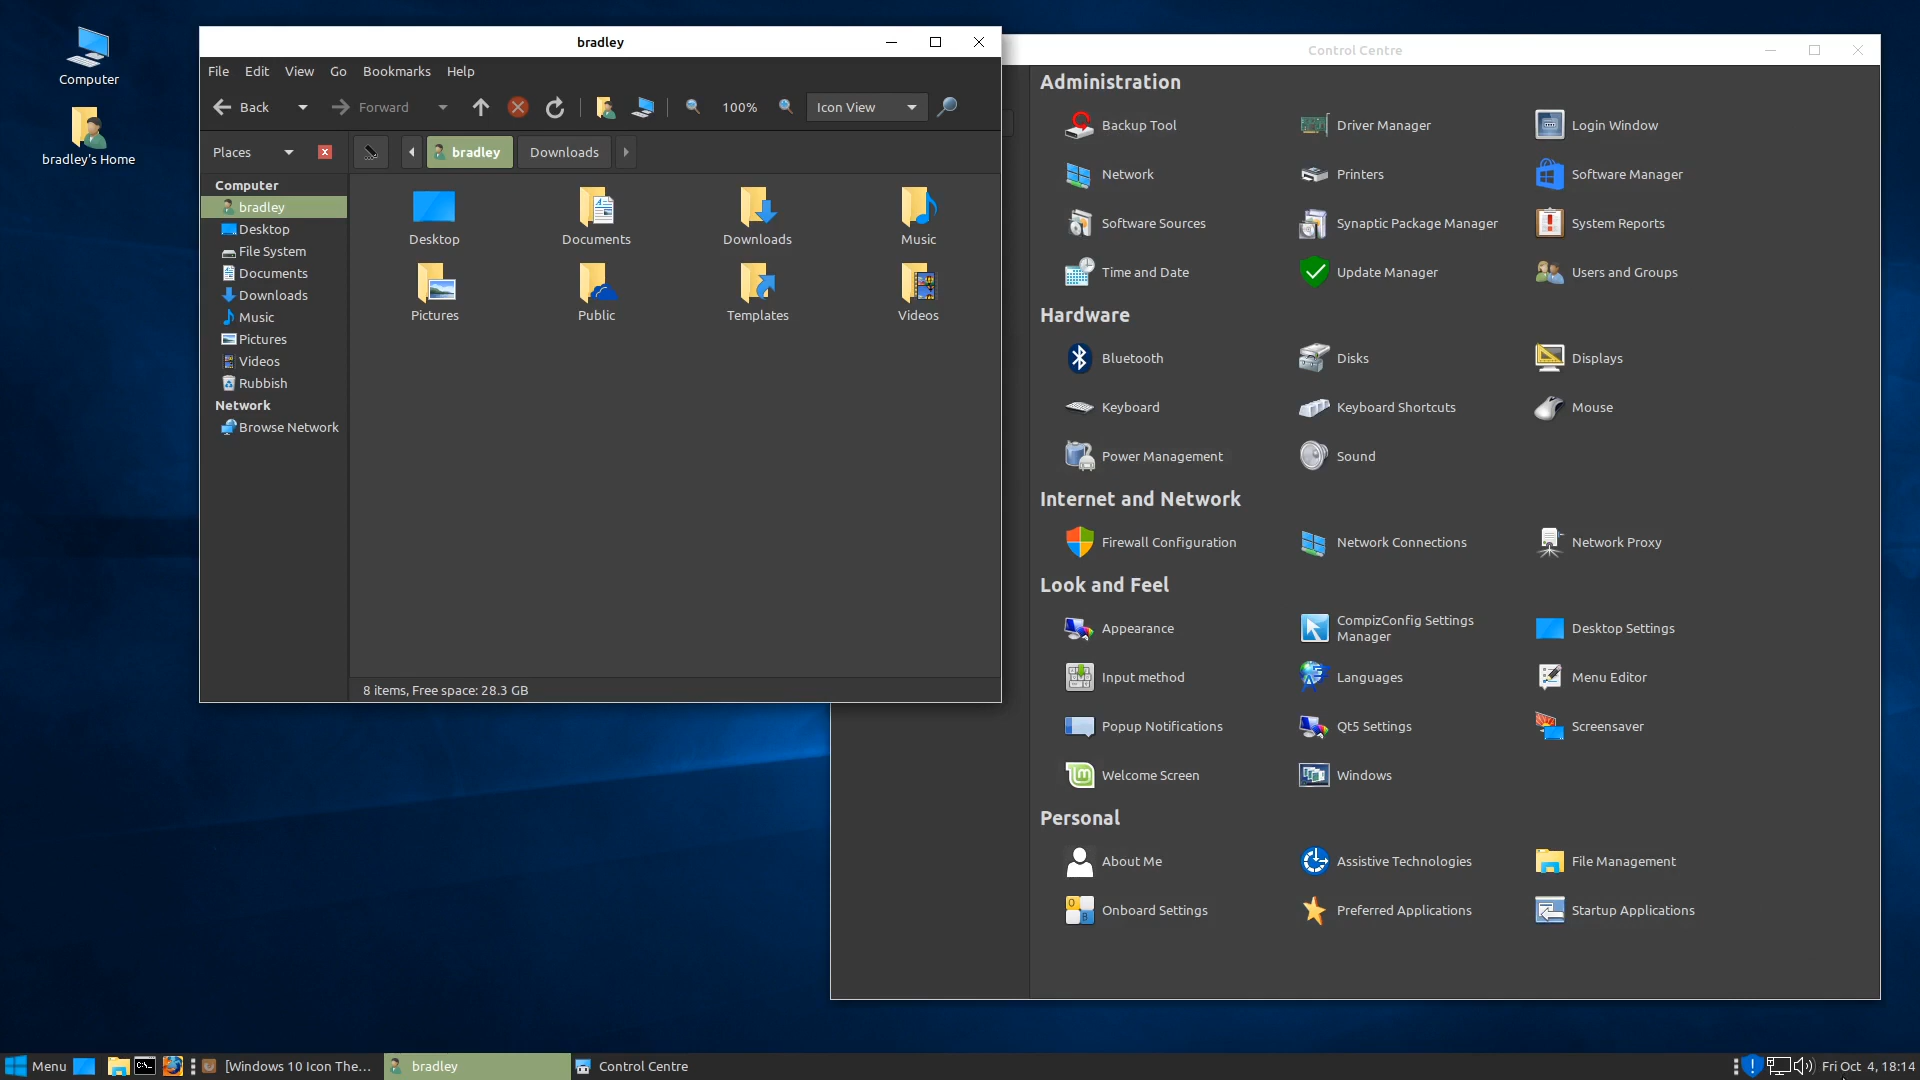 Computer
bradley's Home
bradley
File Edit View Go Bookmarks Help
Back Forward 100% Icon View
Places bradley Downloads
Computer
bradley
Desktop
File System
Documents
Downloads
Music
Pictures
Videos
Rubbish
Network
Browse Network
Desktop Documents Downloads Music
Pictures Public Templates Videos
8 items, Free space: 28.3 GB
Control Centre
Administration
Backup Tool Driver Manager Login Window
Network Printers Software Manager
Software Sources Synaptic Package Manager System Reports
Time and Date Update Manager Users and Groups
Hardware
Bluetooth Disks Displays
Keyboard Keyboard Shortcuts Mouse
Power Management Sound
Internet and Network
Firewall Configuration Network Connections Network Proxy
Look and Feel
Appearance CompizConfig Settings Manager Desktop Settings
Input method Languages Menu Editor
Popup Notifications Qt5 Settings Screensaver
Welcome Screen Windows
Personal
About Me Assistive Technologies File Management
Onboard Settings Preferred Applications Startup Applications
Menu [Windows 10 Icon The... bradley Control Centre Fri Oct 4, 18:14